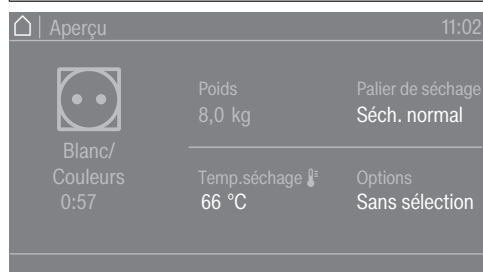 Aperçu
11:02
Blanc/
Couleurs
0:57
Poids
8,0 kg
Palier de séchage
Séch. normal
Temp.séchage
66 °C
Options
Sans sélection